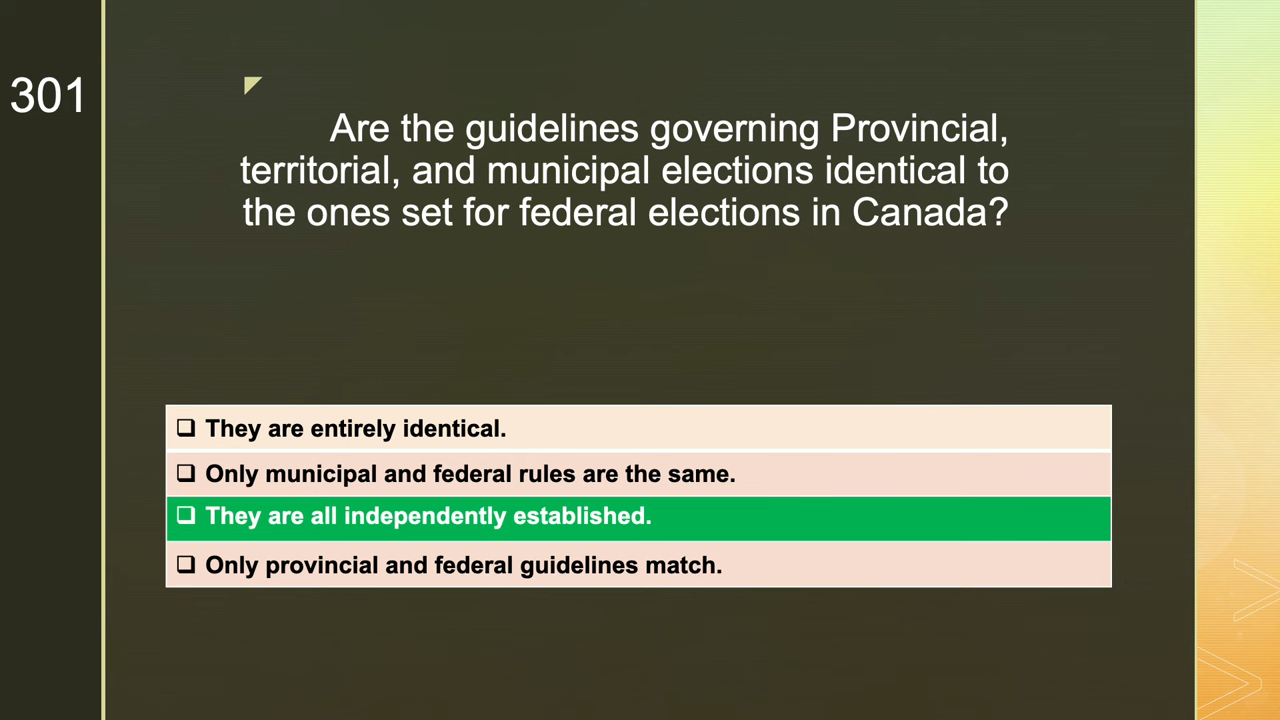 301
Are the guidelines governing Provincial,
territorial, and municipal elections identical to
the ones set for federal elections in Canada?
❑ They are entirely identical.
❑ Only municipal and federal rules are the same.
❑ They are all independently established.
❑ Only provincial and federal guidelines match.